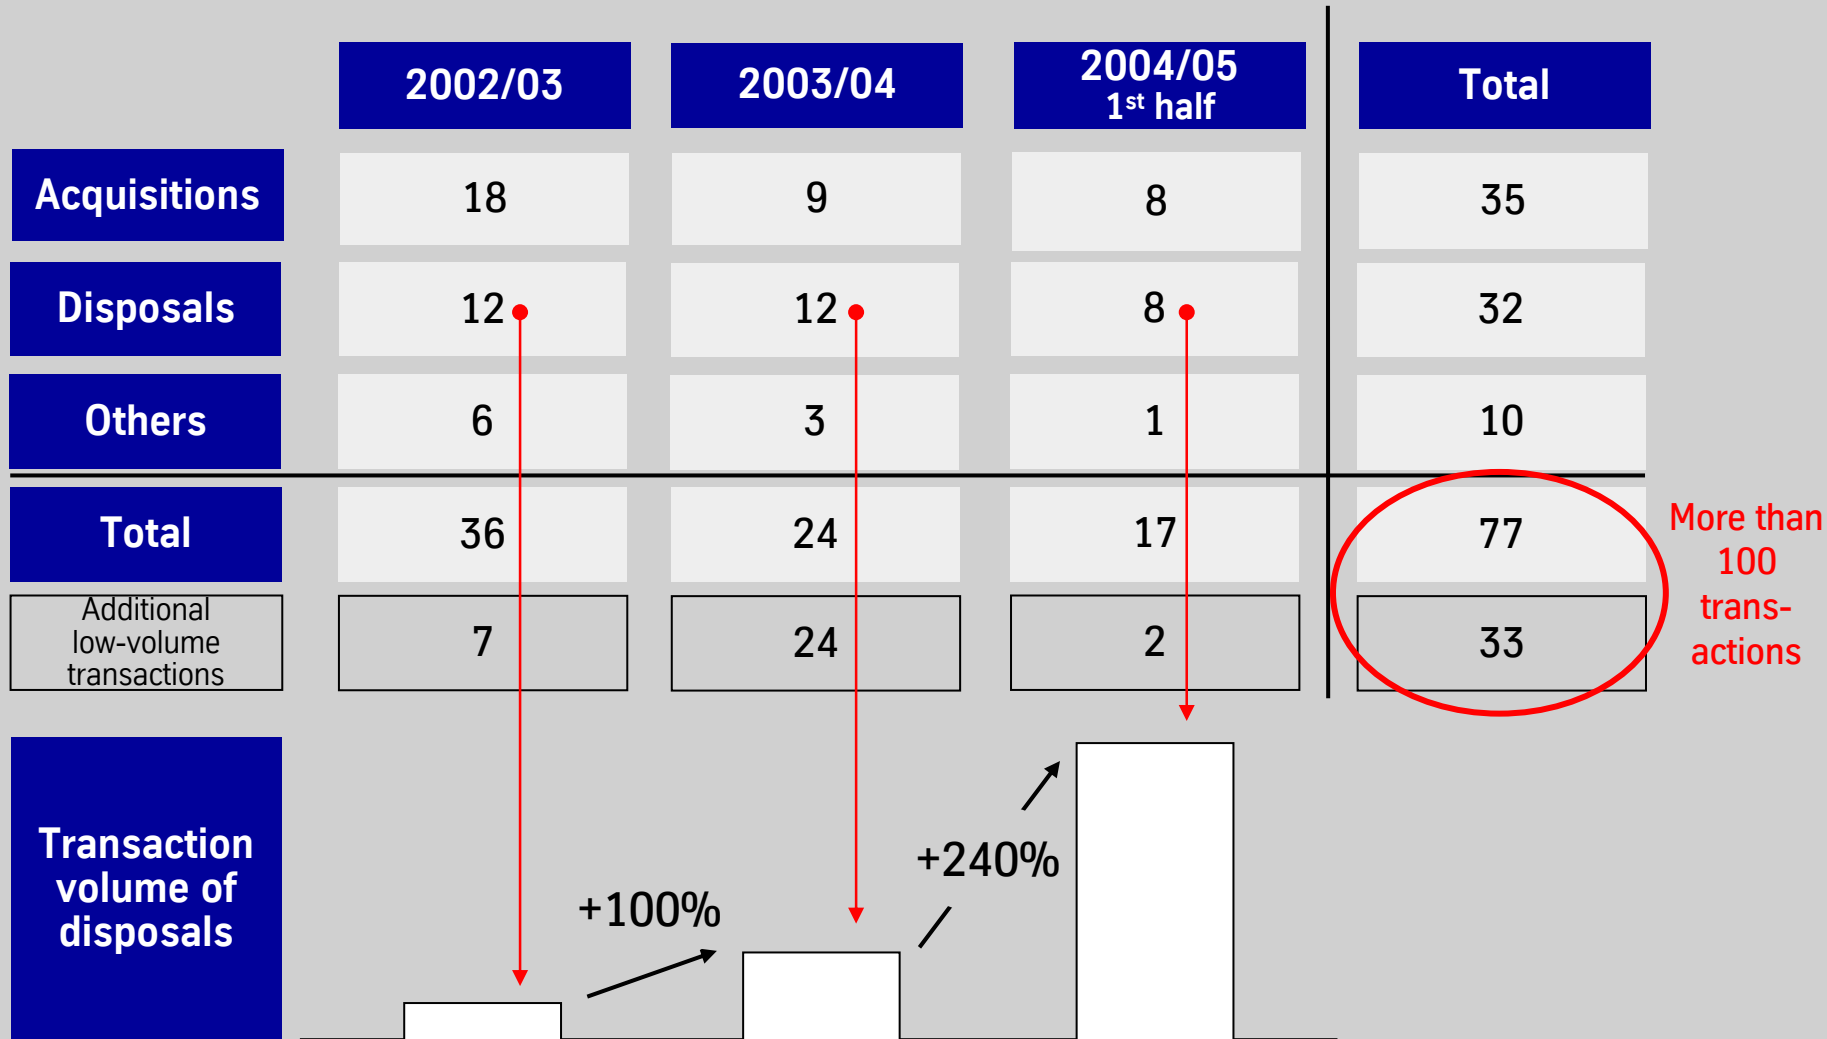 2002/03
2003/04
2004/05
1st half
Total
Acquisitions
18
9
8
35
Disposals
12
12
8
32
Others
6
3
1
10
Total
36
24
17
77
More than
100
trans-
actions
Additional
low-volume
transactions
7
24
2
33
Transaction
volume of
disposals
+100%
+240%